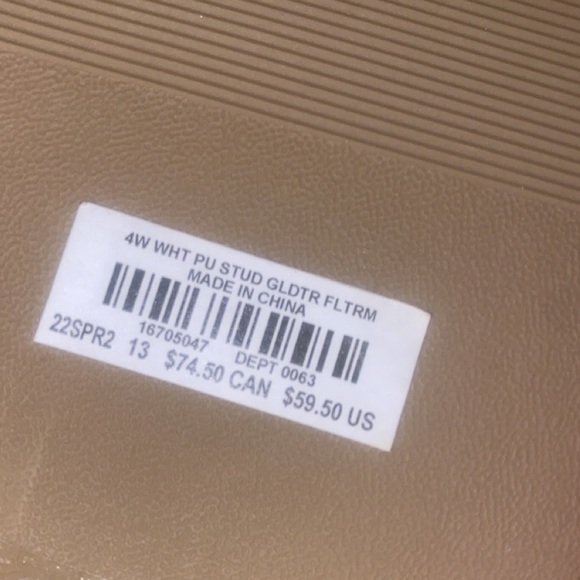 4W WHT PU STUD GLDTR FLTRM
MADE IN CHINA
16705047 DEPT 0063
22SPR2 13 $74.50 CAN $59.50 US